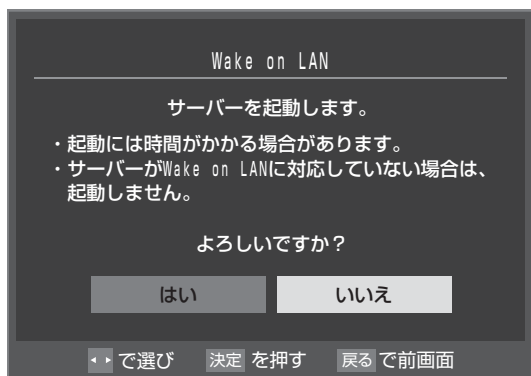 Wake on LAN
サーバーを起動します。
・起動には時間がかかる場合があります。
・サーバーがWake on LANに対応していない場合は、
起動しません。
よろしいですか？
はい いいえ
で選び 決定 を押す 戻る で前画面